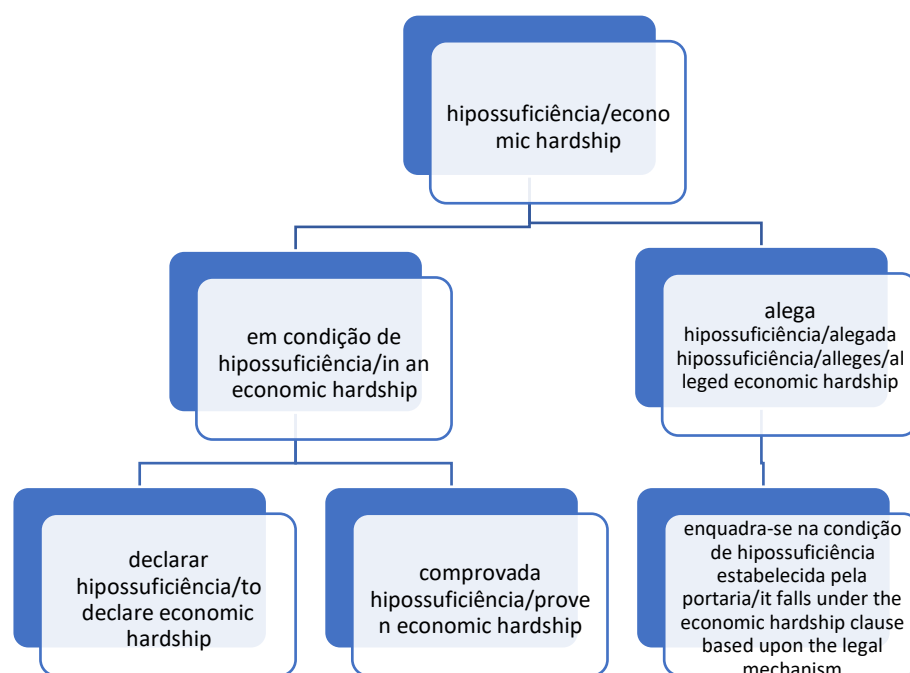 hipossuficiência/econo
mic hardship
em condição de
hipossuficiência/in an
economic hardship
alega
hipossuficiência/alegada
hipossuficiência/alleges/al
leged economic hardship
declarar
hipossuficiência/to
declare economic
hardship
comprovada
hipossuficiência/prove
n economic hardship
enquadra-se na condição
de hipossuficiência
estabelecida pela
portaria/it falls under the
economic hardship clause
based upon the legal
mechanism